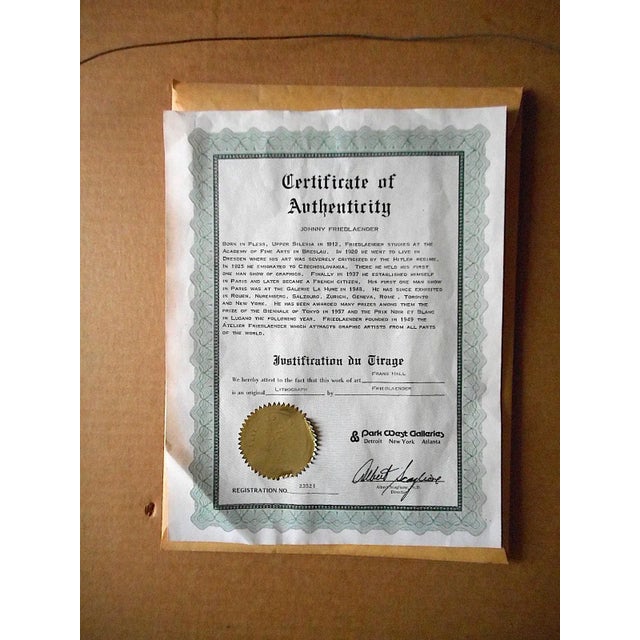 Certificate of
Authenticity
JOHNNY FRIEDLAENDER
BORN IN PLESS, UPPER SILESIA IN 1912, FRIEDLAENDER STUDIED AT THE
ACADEMY OF FINE ARTS IN BRESLAU. IN 1920 HE WENT TO LIVE IN
DRESDEN WHERE HIS ART WAS SEVERELY CRITICIZED BY THE HITLER REGIME.
IN 1935 HE EMIGRATED TO CZECHOSLOVAKIA. THERE HE HELD HIS FIRST
ONE MAN SHOW OF GRAPHICS. FINALLY IN 1937 HE ESTABLISHED HIMSELF
IN PARIS AND LATER BECAME A FRENCH CITIZEN. HIS FIRST ONE MAN SHOW
IN PARIS WAS AT THE GALERIE LA HUNE IN 1948. HE HAS SINCE EXHIBITED
IN ROUEN, NUREMBERG, SALZBURG, ZURICH, GENEVA, ROME, TORONTO
AND NEW YORK. HE HAS BEEN AWARDED MANY PRIZES AMONG THEM THE
PRIZE OF THE BIENNALE OF TOKYO IN 1957 AND THE PRIX NOIR ET BLANC
IN LUGANO THE FOLLOWING YEAR. FRIEDLAENDER FOUNDED IN 1949 THE
ATELIER FRIEDLAENDER WHICH ATTRACTS GRAPHIC ARTISTS FROM ALL PARTS
OF THE WORLD.
Justification Du Tirage
We hereby attest to the fact that this work of art FRANS HALL
is an original LITHOGRAPH by FRIEDLAENDER
Park West Galleries
Detroit New York Atlanta
Albert Scaglione
Albert Scaglione, Ph.D.
Director
REGISTRATION NO. 23521